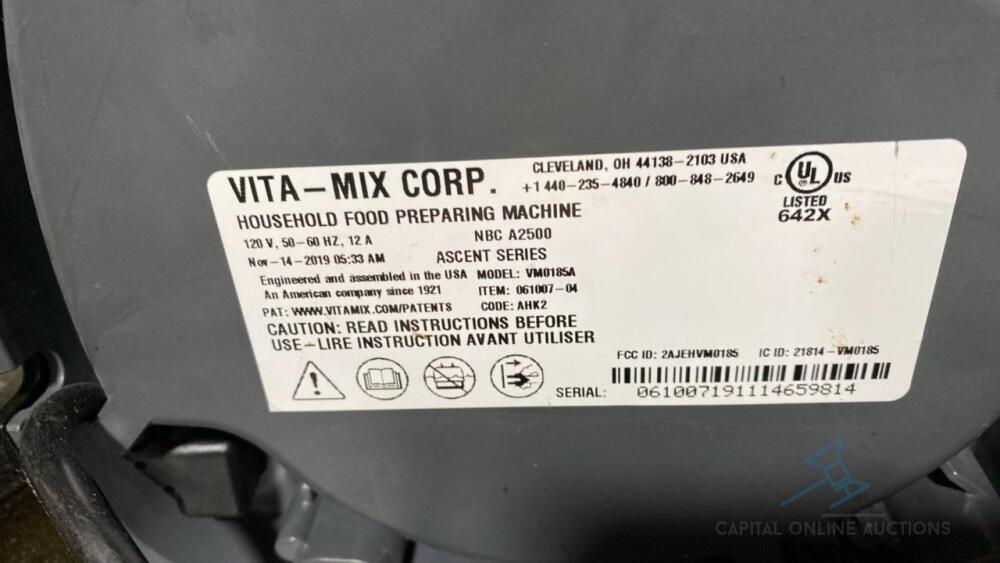 VITA-MIX CORP.
CLEVELAND, OH 44138-2103 USA
+1 440-235-4840 / 800-848-2649
C UL US
LISTED
642X
HOUSEHOLD FOOD PREPARING MACHINE
120 V, 50-60 HZ, 12 A
NBC A2500
Nov-14-2019 05:33 AM
ASCENT SERIES
Engineered and assembled in the USA
MODEL: VM0185A
An American company since 1921
ITEM: 061007-04
PAT: WWW.VITAMIX.COM/PATENTS
CODE: AHK2
CAUTION: READ INSTRUCTIONS BEFORE
USE-LIRE INSTRUCTION AVANT UTILISER
FCC ID: 2AJEHVM0185 IC ID: 21814-VM0185
SERIAL: 061007191114659814
CAPITAL ONLINE AUCTIONS